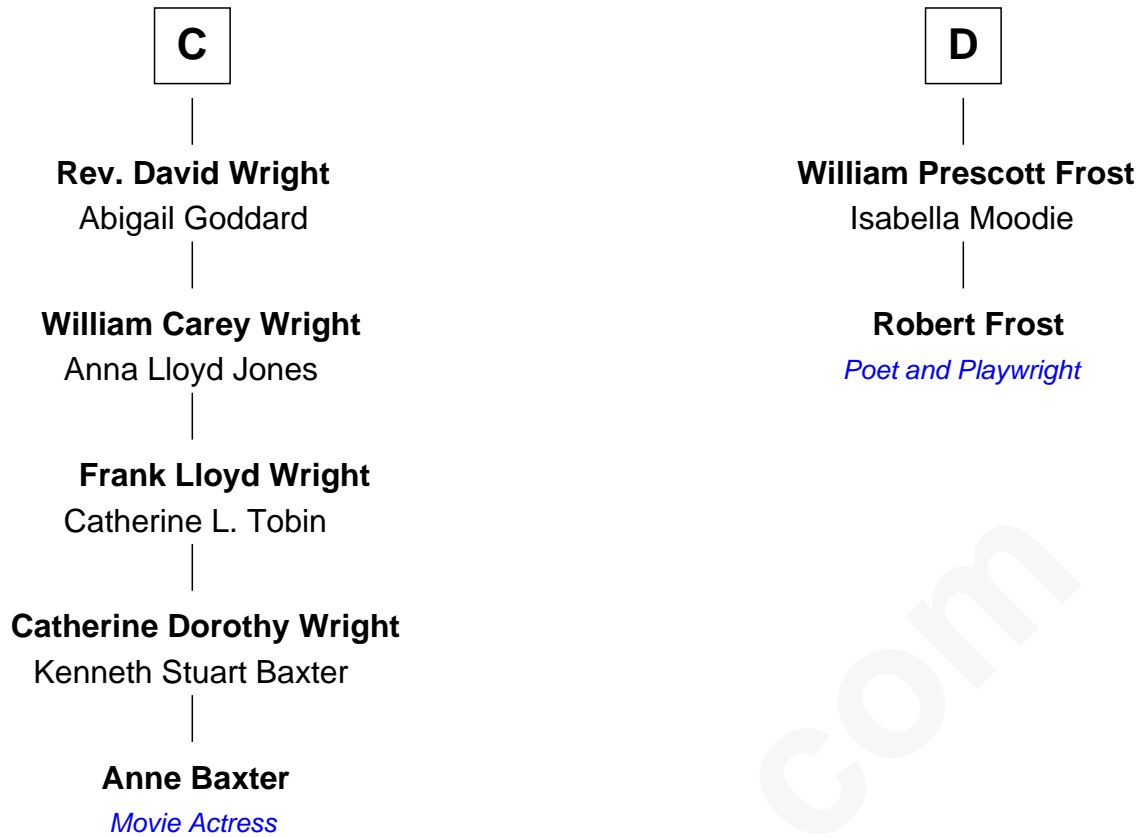 C
Rev. David Wright
Abigail Goddard
William Carey Wright
Anna Lloyd Jones
Frank Lloyd Wright
Catherine L. Tobin
Catherine Dorothy Wright
Kenneth Stuart Baxter
Anne Baxter
Movie Actress
D
William Prescott Frost
Isabella Moodie
Robert Frost
Poet and Playwright
com